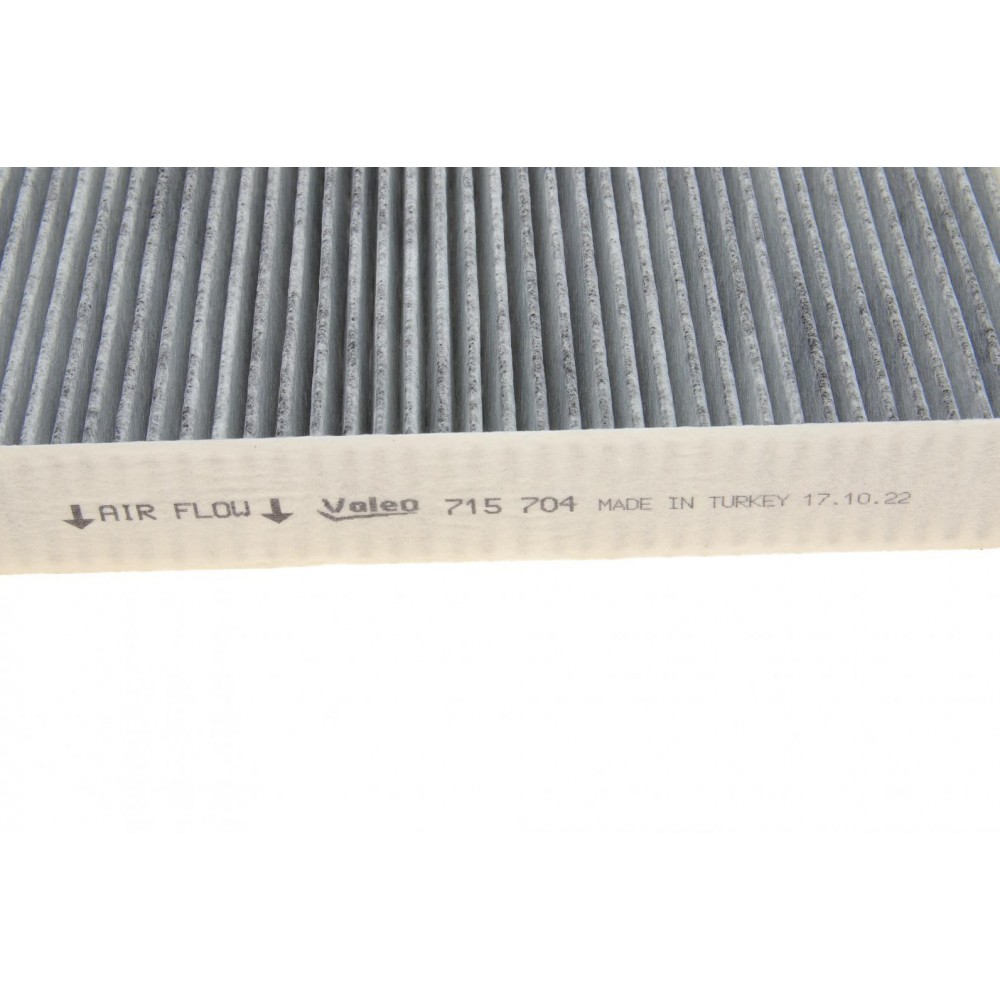 ↓AIR FLOW↓ Valeo 715 704 MADE IN TURKEY 17.10.22